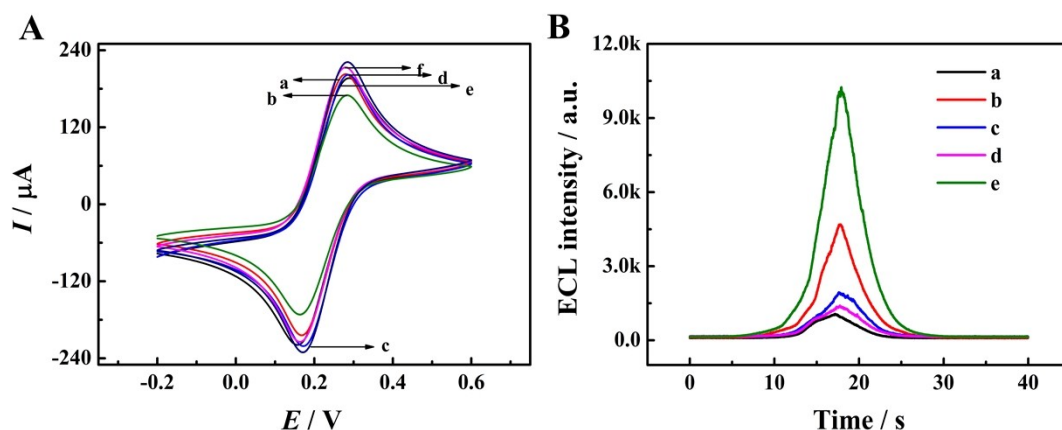 A
240
120
0
-120
-240
I / µA
-0.2
0.0
0.2
0.4
0.6
E / V
f
a
d
e
b
c
B
12.0k
9.0k
6.0k
3.0k
0.0
ECL intensity / a.u.
0
10
20
30
40
Time / s
a
b
c
d
e